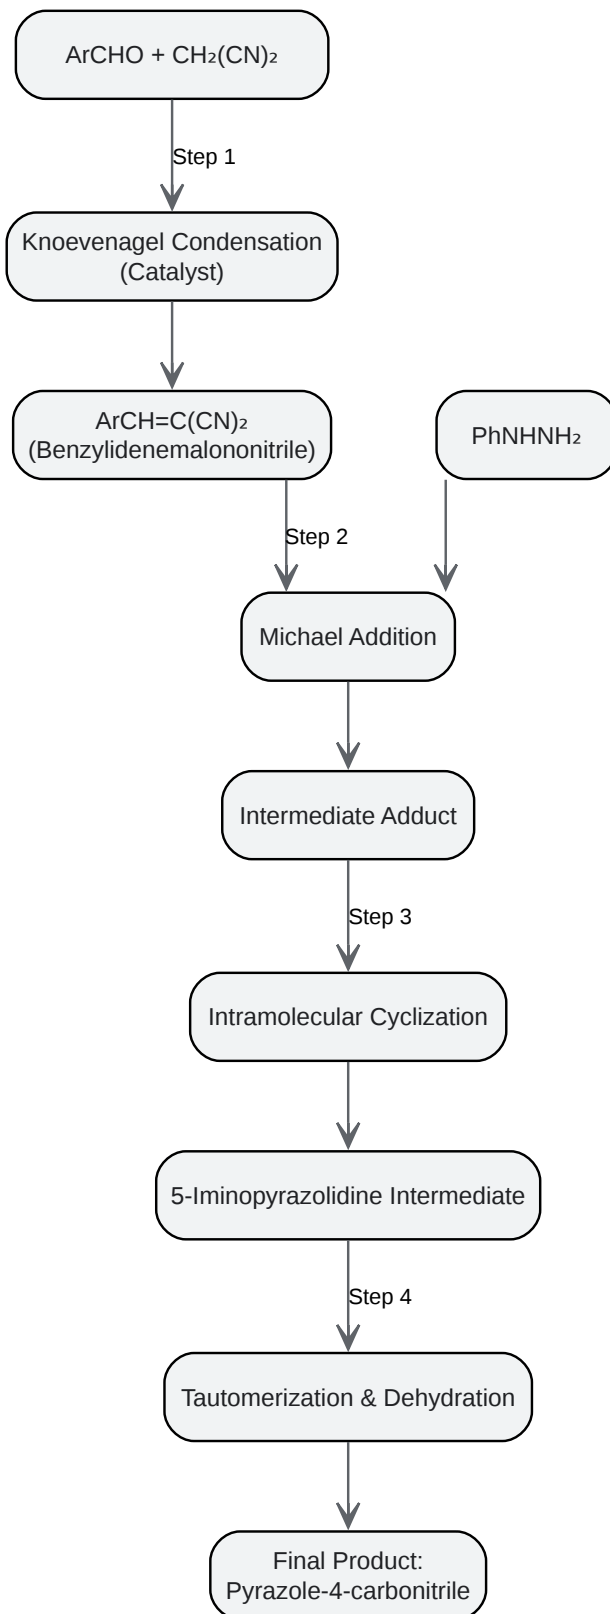 ArCHO + CH₂(CN)₂
Step 1
Knoevenagel Condensation
(Catalyst)
ArCH=C(CN)₂
(Benzylidenemalononitrile)
PhNHNH₂
Step 2
Michael Addition
Intermediate Adduct
Step 3
Intramolecular Cyclization
5-Iminopyrazolidine Intermediate
Step 4
Tautomerization & Dehydration
Final Product:
Pyrazole-4-carbonitrile